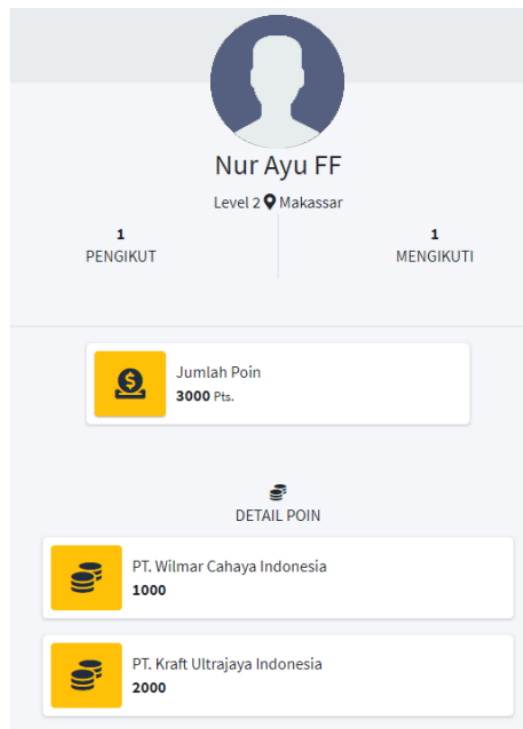 Nur Ayu FF
Level 2 Makassar
1
PENGIKUT
1
MENGIKUTI
Jumlah Poin
3000 Pts.
DETAIL POIN
PT. Wilmar Cahaya Indonesia
1000
PT. Kraft Ultrajaya Indonesia
2000